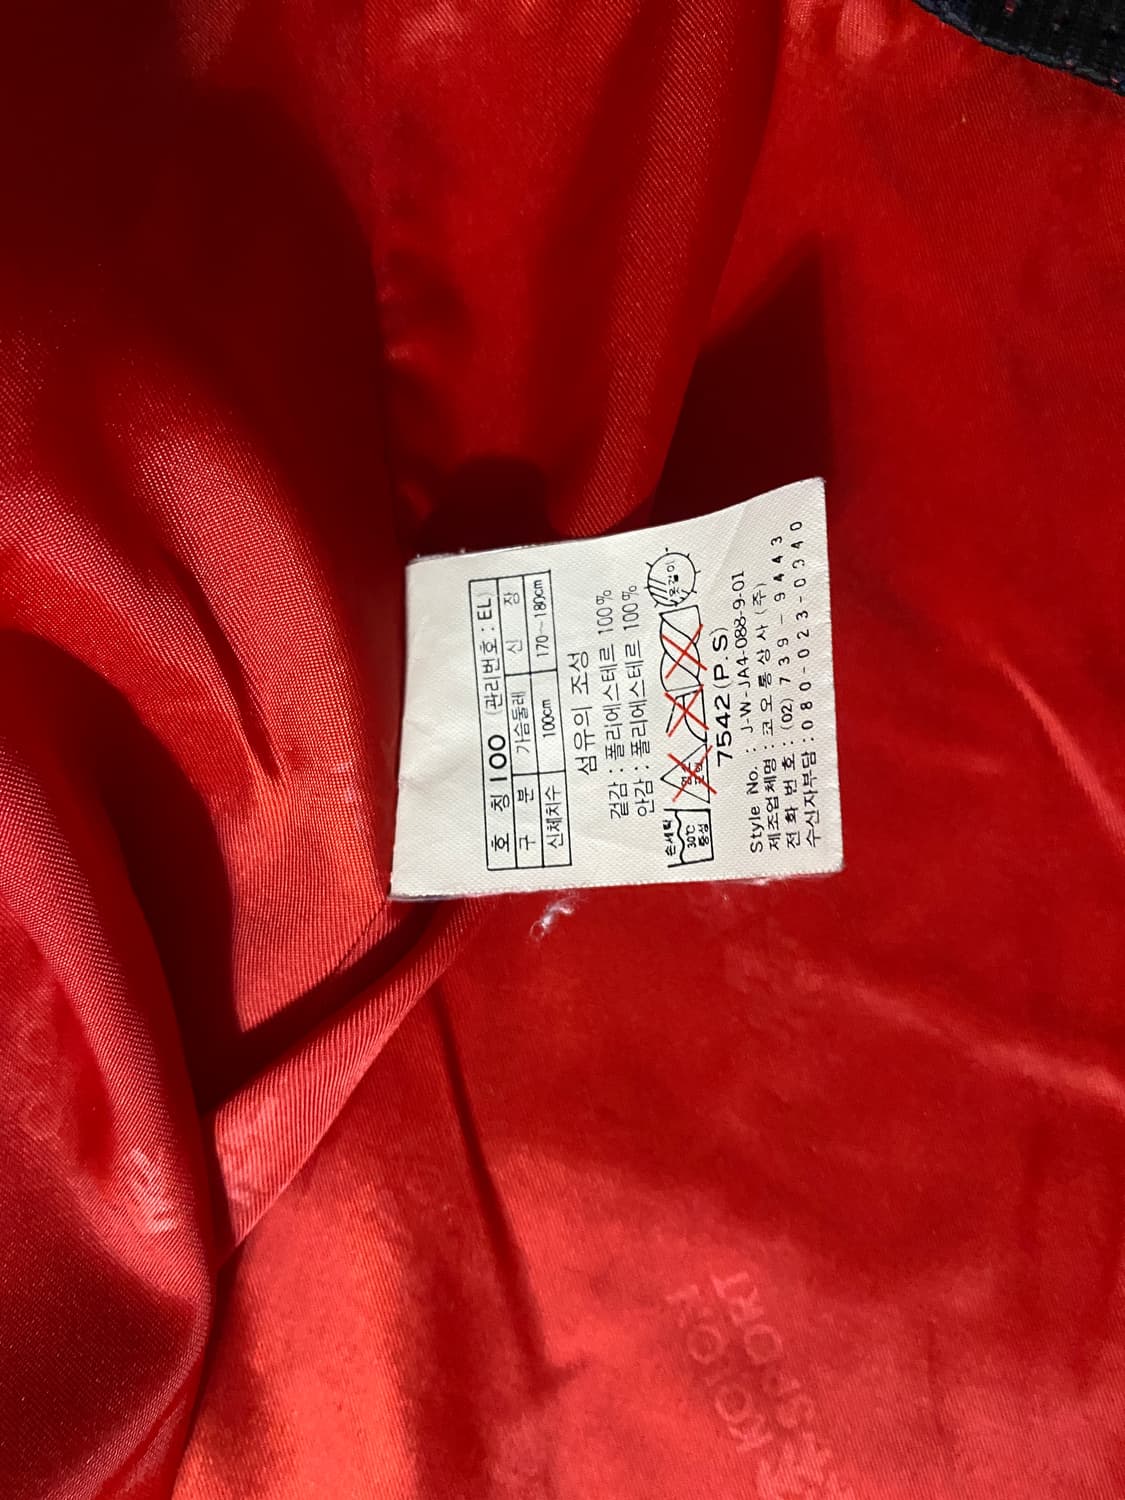 호 칭 100 (관리번호 : EL)
구 분 가슴둘레 신 장
신체치수 100cm 170~180cm
섬유의 조성
겉감 : 폴리에스테르 100%
안감 : 폴리에스테르 100%
손세탁 30℃ 중성 옷걸이
7542(P.S)
Style No. : J-W-JA4-088-9-01
제조업체명 : 코오롱상사(주)
전 화 번 호 : (02) 739-9443
수신자부담 : 080-023-0340
KOLON
SPORT